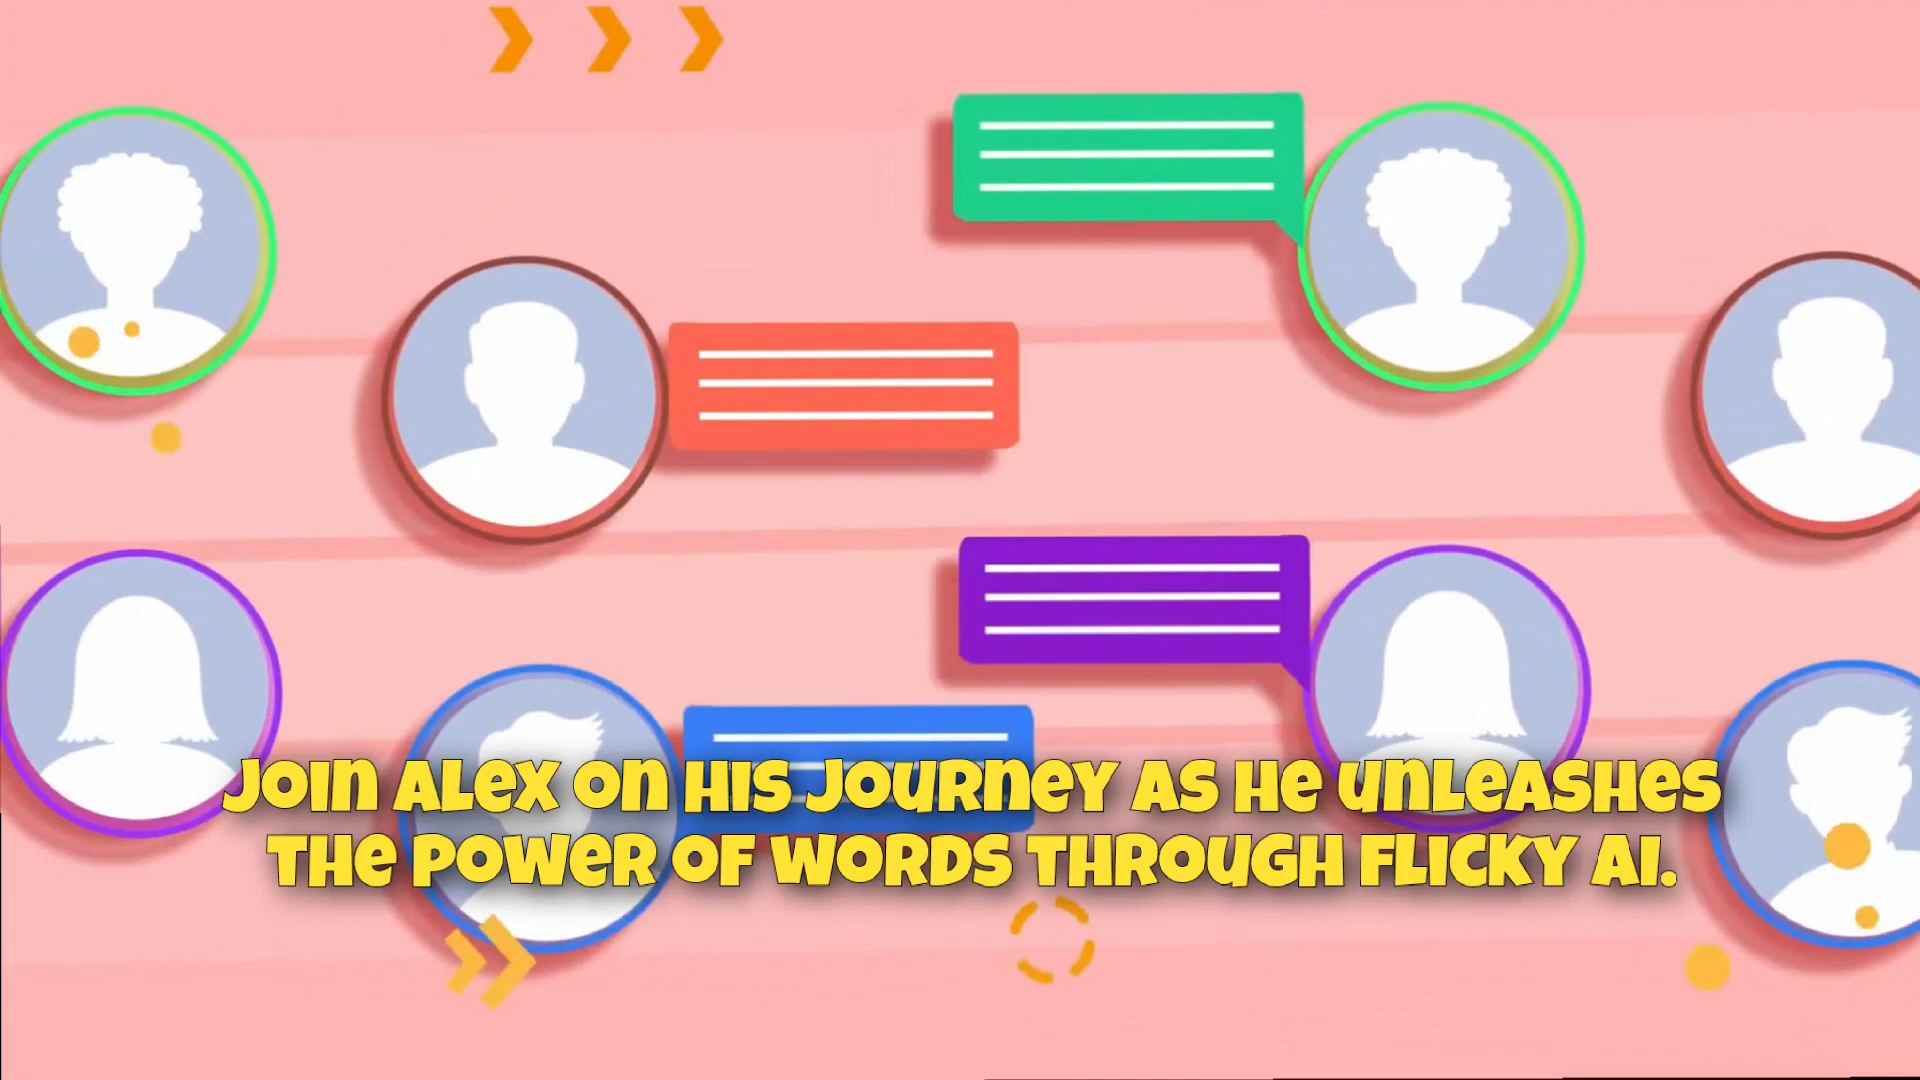 Join Alex on his journey as he unleashes
the power of words through Flicky AI.